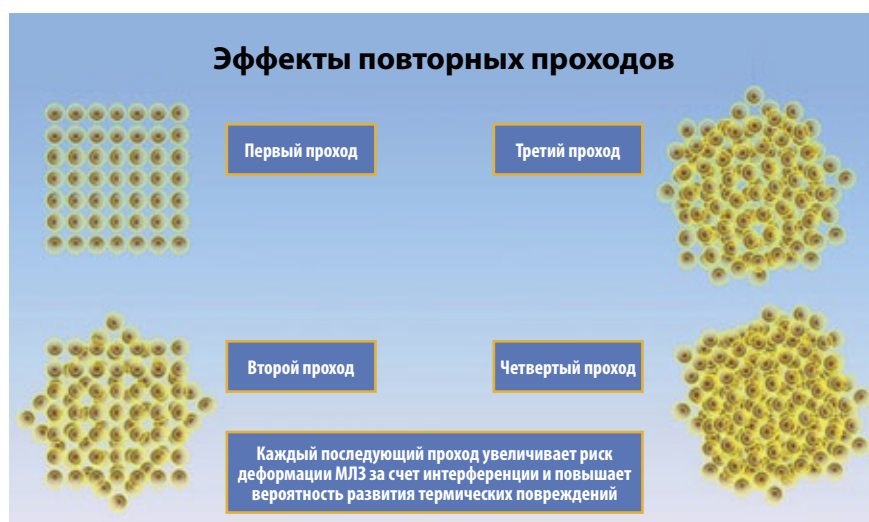 Эффекты повторных проходов
Первый проход
Третий проход
Второй проход
Четвертый проход
Каждый последующий проход увеличивает риск
деформации МЛЗ за счет интерференции и повышает
вероятность развития термических повреждений